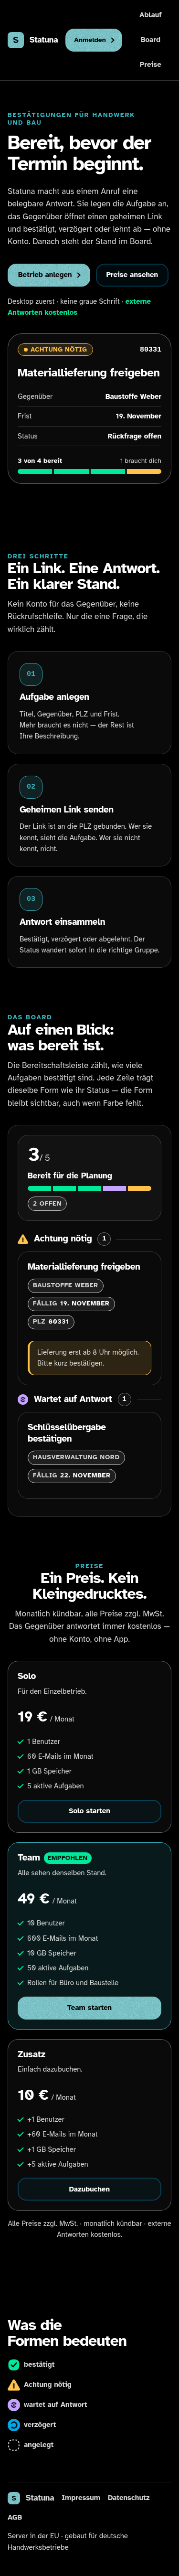 Ablauf
S Statuna Anmelden Board
Preise
BESTÄTIGUNGEN FÜR HANDWERK
UND BAU
Bereit, bevor der
Termin beginnt.
Statuna macht aus einem Anruf eine
belegbare Antwort. Sie legen die Aufgabe an,
das Gegenüber öffnet einen geheimen Link
und bestätigt, verzögert oder lehnt ab — ohne
Konto. Danach steht der Stand im Board.
Betrieb anlegen
Preise ansehen
Desktop zuerst · keine graue Schrift · externe
Antworten kostenlos
ACHTUNG NÖTIG 80331
Materiallieferung freigeben
Gegenüber Baustoffe Weber
Frist 19. November
Status Rückfrage offen
3 von 4 bereit 1 braucht dich
DREI SCHRITTE
Ein Link. Eine Antwort.
Ein klarer Stand.
Kein Konto für das Gegenüber, keine
Rückrufschleife. Nur die eine Frage, die
wirklich zählt.
01
Aufgabe anlegen
Titel, Gegenüber, PLZ und Frist.
Mehr braucht es nicht — der Rest ist
Ihre Beschreibung.
02
Geheimen Link senden
Der Link ist an die PLZ gebunden. Wer sie
kennt, sieht die Aufgabe. Wer sie nicht
kennt, nicht.
03
Antwort einsammeln
Bestätigt, verzögert oder abgelehnt. Der
Status wandert sofort in die richtige Gruppe.
DAS BOARD
Auf einen Blick:
was bereit ist.
Die Bereitschaftsleiste zählt, wie viele
Aufgaben bestätigt sind. Jede Zeile trägt
dieselbe Form wie ihr Status — die Form
bleibt sichtbar, auch wenn Farbe fehlt.
3 / 5
Bereit für die Planung
2 OFFEN
Achtung nötig 1
Materiallieferung freigeben
BAUSTOFFE WEBER
FÄLLIG 19. NOVEMBER
PLZ 80331
Lieferung erst ab 8 Uhr möglich.
Bitte kurz bestätigen.
Wartet auf Antwort 1
Schlüsselübergabe
bestätigen
HAUSVERWALTUNG NORD
FÄLLIG 22. NOVEMBER
PREISE
Ein Preis. Kein
Kleingedrucktes.
Monatlich kündbar, alle Preise zzgl. MwSt.
Das Gegenüber antwortet immer kostenlos —
ohne Konto, ohne App.
Solo
Für den Einzelbetrieb.
19 € / Monat
1 Benutzer
60 E-Mails im Monat
1 GB Speicher
5 aktive Aufgaben
Solo starten
Team EMPFOHLEN
Alle sehen denselben Stand.
49 € / Monat
10 Benutzer
600 E-Mails im Monat
10 GB Speicher
50 aktive Aufgaben
Rollen für Büro und Baustelle
Team starten
Zusatz
Einfach dazubuchen.
10 € / Monat
+1 Benutzer
+60 E-Mails im Monat
+1 GB Speicher
+5 aktive Aufgaben
Dazubuchen
Alle Preise zzgl. MwSt. · monatlich kündbar · externe
Antworten kostenlos.
Was die
Formen bedeuten
bestätigt
Achtung nötig
wartet auf Antwort
verzögert
angelegt
S Statuna Impressum Datenschutz
AGB
Server in der EU · gebaut für deutsche
Handwerksbetriebe